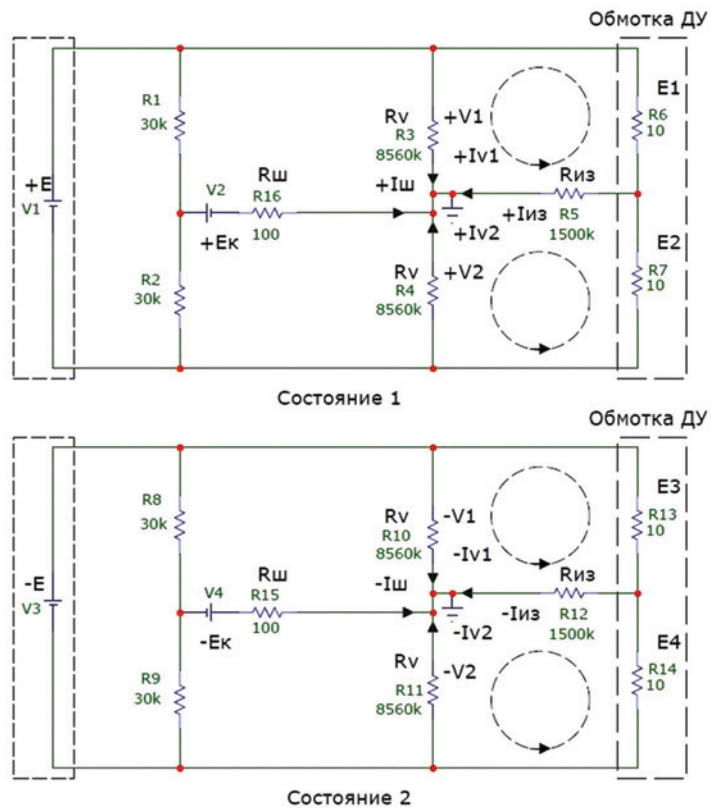 Обмотка ДУ
E1
R1
30k
Rv
+V1
R3
8560k
R6
10
+E
V1
Rш
V2
+Iш
+Iv1
Rиз
+Eк
R16
100
+Iиз
R5
1500k
+Iv2
E2
R2
30k
Rv
+V2
R4
8560k
R7
10
Состояние 1
Обмотка ДУ
E3
R8
30k
Rv
-V1
R10
8560k
R13
10
-E
V3
Rш
V4
-Iш
-Iv1
Rиз
-Eк
R15
100
-Iиз
R12
1500k
-Iv2
E4
R9
30k
Rv
-V2
R11
8560k
R14
10
Состояние 2